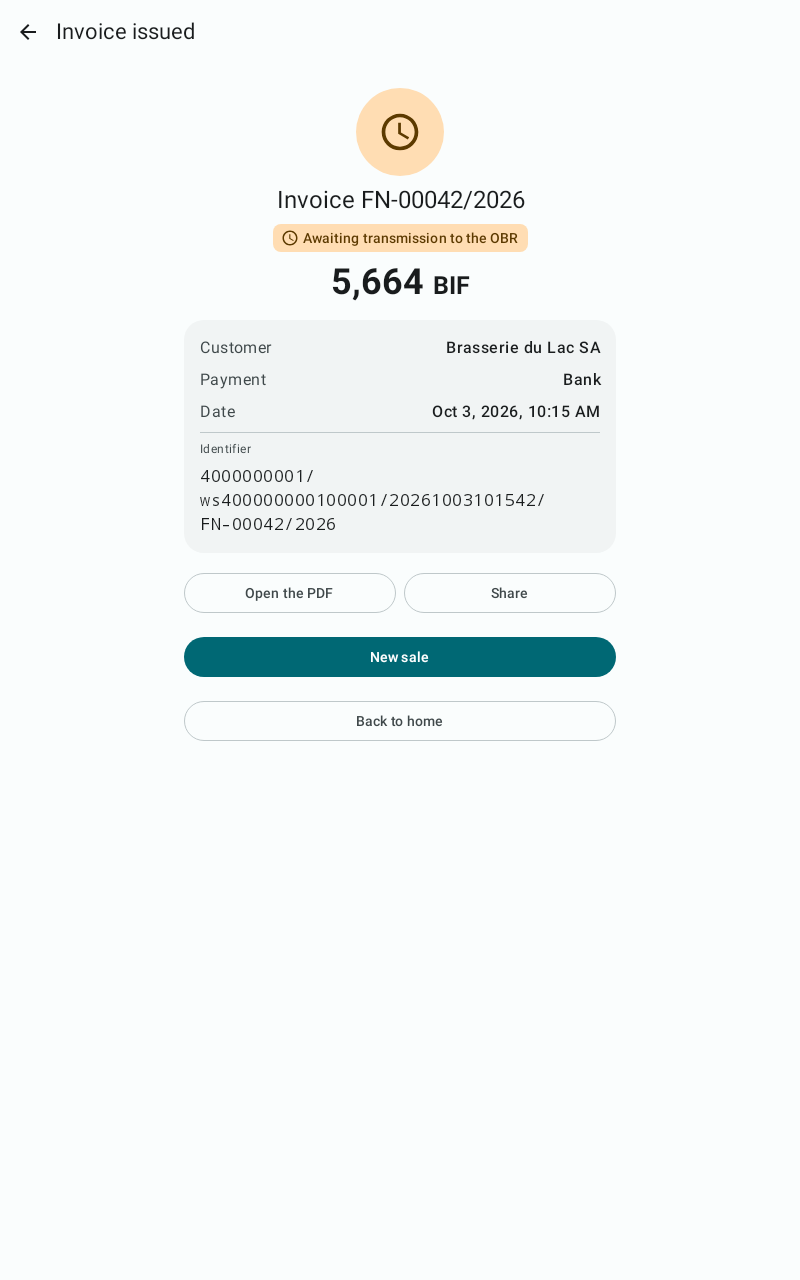 Invoice issued
Invoice FN-00042/2026
Awaiting transmission to the OBR
5,664 BIF
Customer Brasserie du Lac SA
Payment Bank
Date Oct 3, 2026, 10:15 AM
Identifier
4000000001/
ws400000000100001/20261003101542/
FN-00042/2026
Open the PDF Share
New sale
Back to home